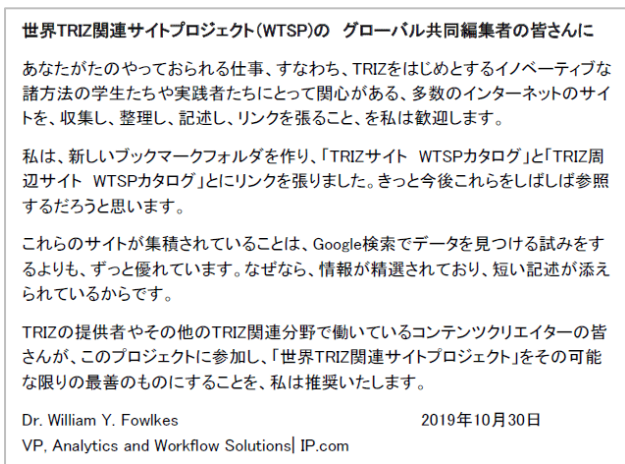 世界TRIZ関連サイトプロジェクト(WTSP)の　グローバル共同編集者の皆さんに
あなたがたのやっておられる仕事、すなわち、TRIZをはじめとするイノベーティブな
諸方法の学生たちや実践者たちにとって関心がある、多数のインターネットのサイ
トを、収集し、整理し、記述し、リンクを張ること、を私は歓迎します。
私は、新しいブックマークフォルダを作り、「TRIZサイト　WTSPカタログ」と「TRIZ周
辺サイト　WTSPカタログ」とにリンクを張りました。きっと今後これらをしばしば参照
するだろうと思います。
これらのサイトが集積されていることは、Google検索でデータを見つける試みをす
るよりも、ずっと優れています。なぜなら、情報が精選されており、短い記述が添え
られているからです。
TRIZの提供者やその他のTRIZ関連分野で働いているコンテンツクリエイターの皆
さんが、このプロジェクトに参加し、「世界TRIZ関連サイトプロジェクト」をその可能
な限りの最善のものにすることを、私は推奨いたします。
Dr. William Y. Fowlkes　2019年10月30日
VP, Analytics and Workflow Solutions| IP.com